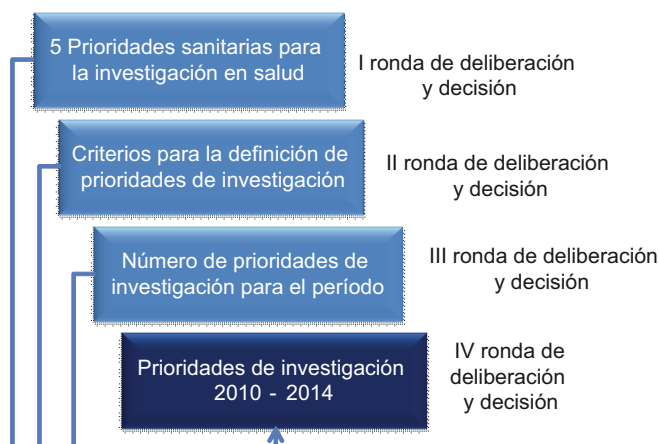 5 Prioridades sanitarias para
la investigación en salud
I ronda de deliberación
y decisión
Criterios para la definición de
prioridades de investigación
II ronda de deliberación
y decisión
Número de prioridades de
investigación para el período
III ronda de deliberación
y decisión
Prioridades de investigación
2010 - 2014
IV ronda de
deliberación
y decisión